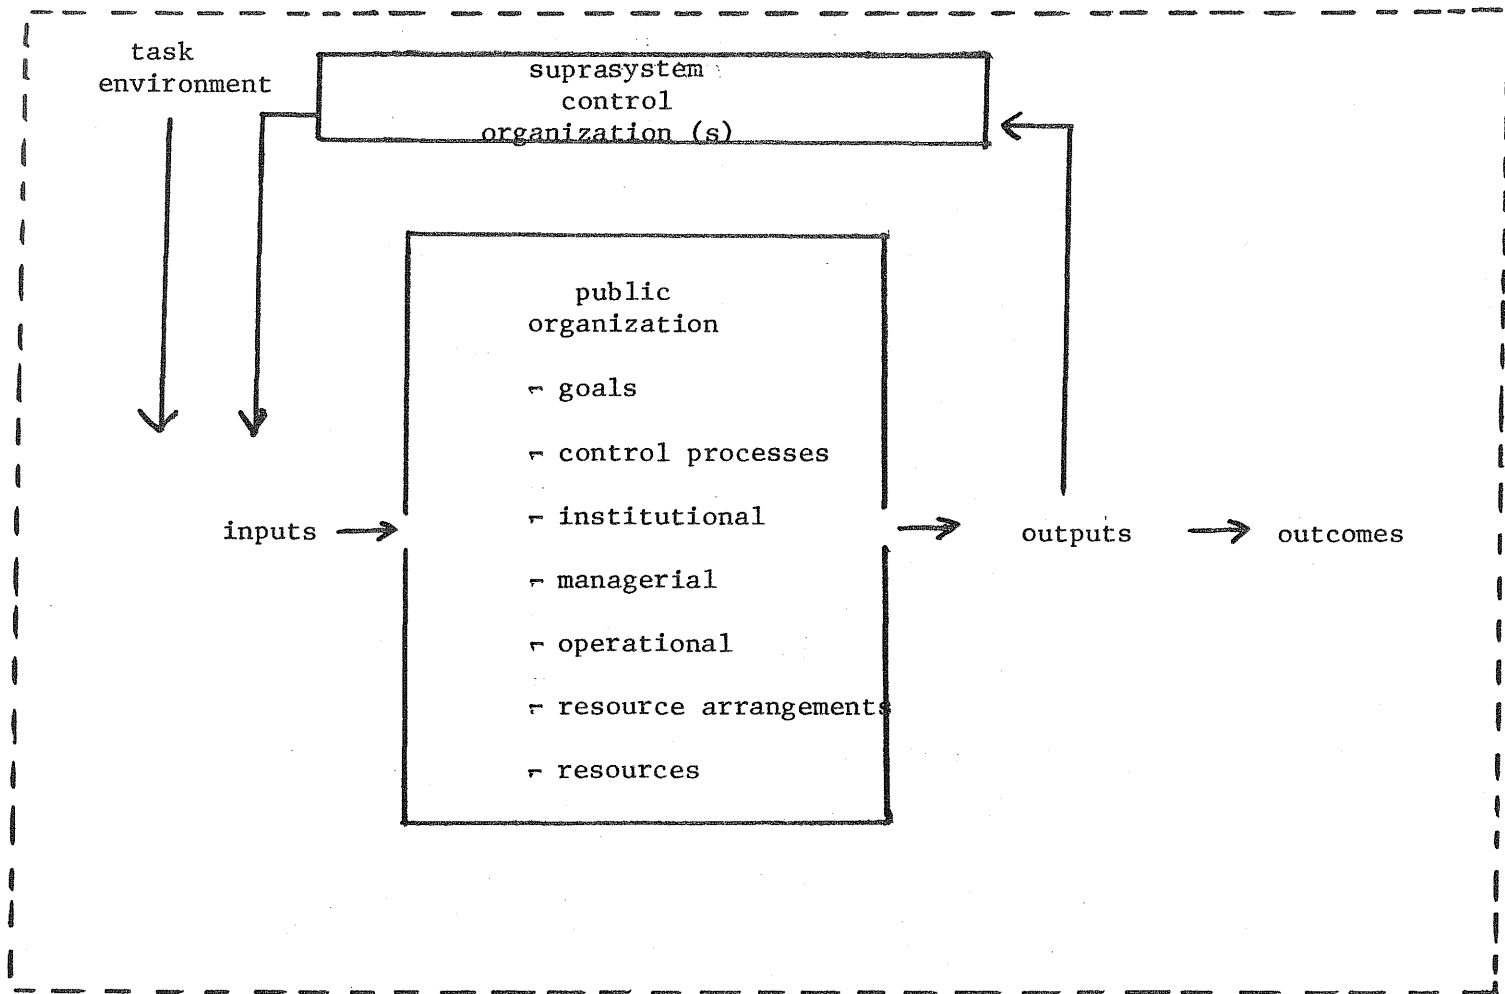 task
environment
suprasystem
control
organization (s)
public
organization
- goals
- control processes
- institutional
- managerial
- operational
- resource arrangements
- resources
inputs
outputs
outcomes